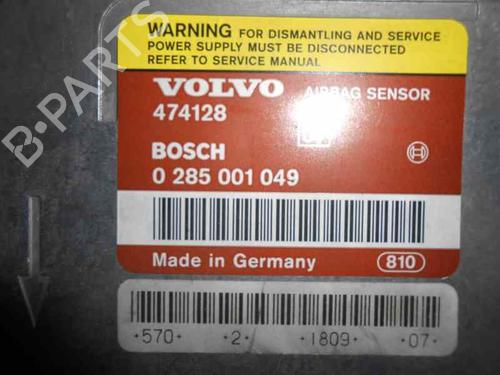 WARNING FOR DISMANTLING AND SERVICE
POWER SUPPLY MUST BE DISCONNECTED
REFER TO SERVICE MANUAL
VOLVO AIRBAG SENSOR
474128
BOSCH
0 285 001 049
Made in Germany 810
*570 *2 *1809 *07*
B-PARTS